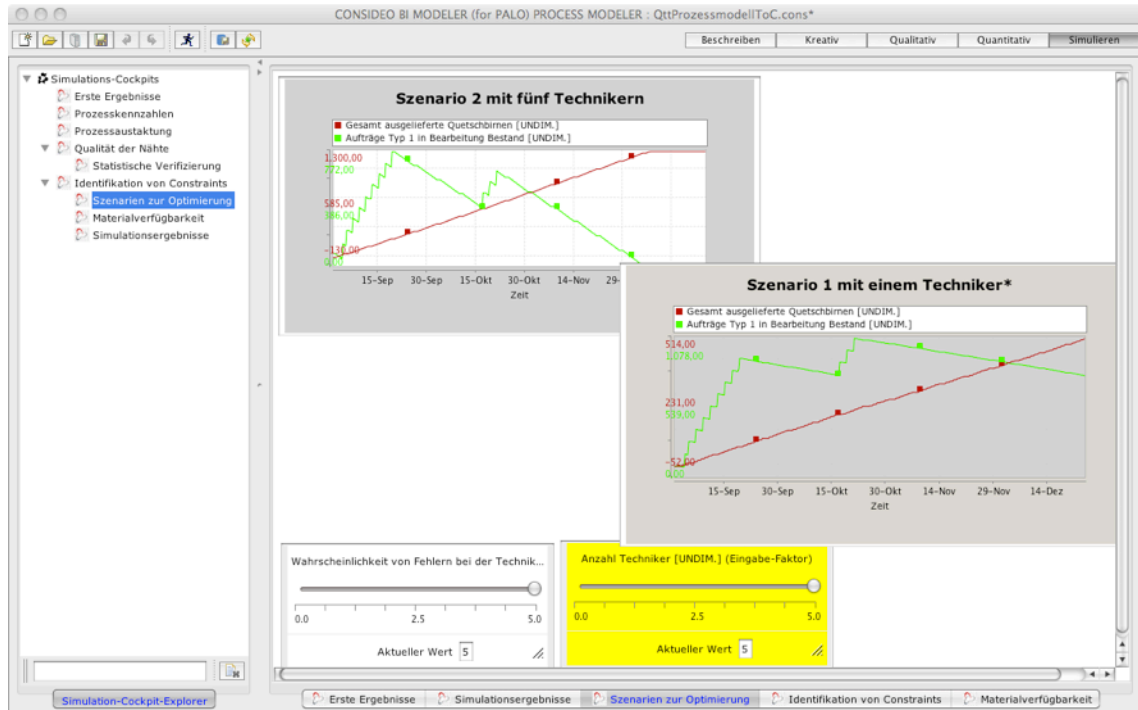 CONSIDEO BI MODELER (for PALO) PROCESS MODELER : QttProzessmodellToC.cons*
Beschreiben Kreativ Qualitativ Quantitativ Simulieren
Simulations-Cockpits
Erste Ergebnisse
Prozesskennzahlen
Prozessaustaktung
Qualität der Nähte
Statistische Verifizierung
Identifikation von Constraints
Szenarien zur Optimierung
Materialverfügbarkeit
Simulationsergebnisse
Szenario 2 mit fünf Technikern
Gesamt ausgelieferte Quetschbirnen [UNDIM.]
Aufträge Typ 1 in Bearbeitung Bestand [UNDIM.]
1.300,00
772,00
585,00
386,00
-130,00
0,00
15-Sep 30-Sep 15-Okt 30-Okt 14-Nov 29-
Zeit
Szenario 1 mit einem Techniker*
Gesamt ausgelieferte Quetschbirnen [UNDIM.]
Aufträge Typ 1 in Bearbeitung Bestand [UNDIM.]
514,00
1.078,00
231,00
539,00
-52,00
0,00
15-Sep 30-Sep 15-Okt 30-Okt 14-Nov 29-Nov 14-Dez
Zeit
Wahrscheinlichkeit von Fehlern bei der Technik...
0.0 2.5 5.0
Aktueller Wert 5
Anzahl Techniker [UNDIM.] (Eingabe-Faktor)
0.0 2.5 5.0
Aktueller Wert 5
Simulation-Cockpit-Explorer
Erste Ergebnisse Simulationsergebnisse Szenarien zur Optimierung Identifikation von Constraints Materialverfügbarkeit